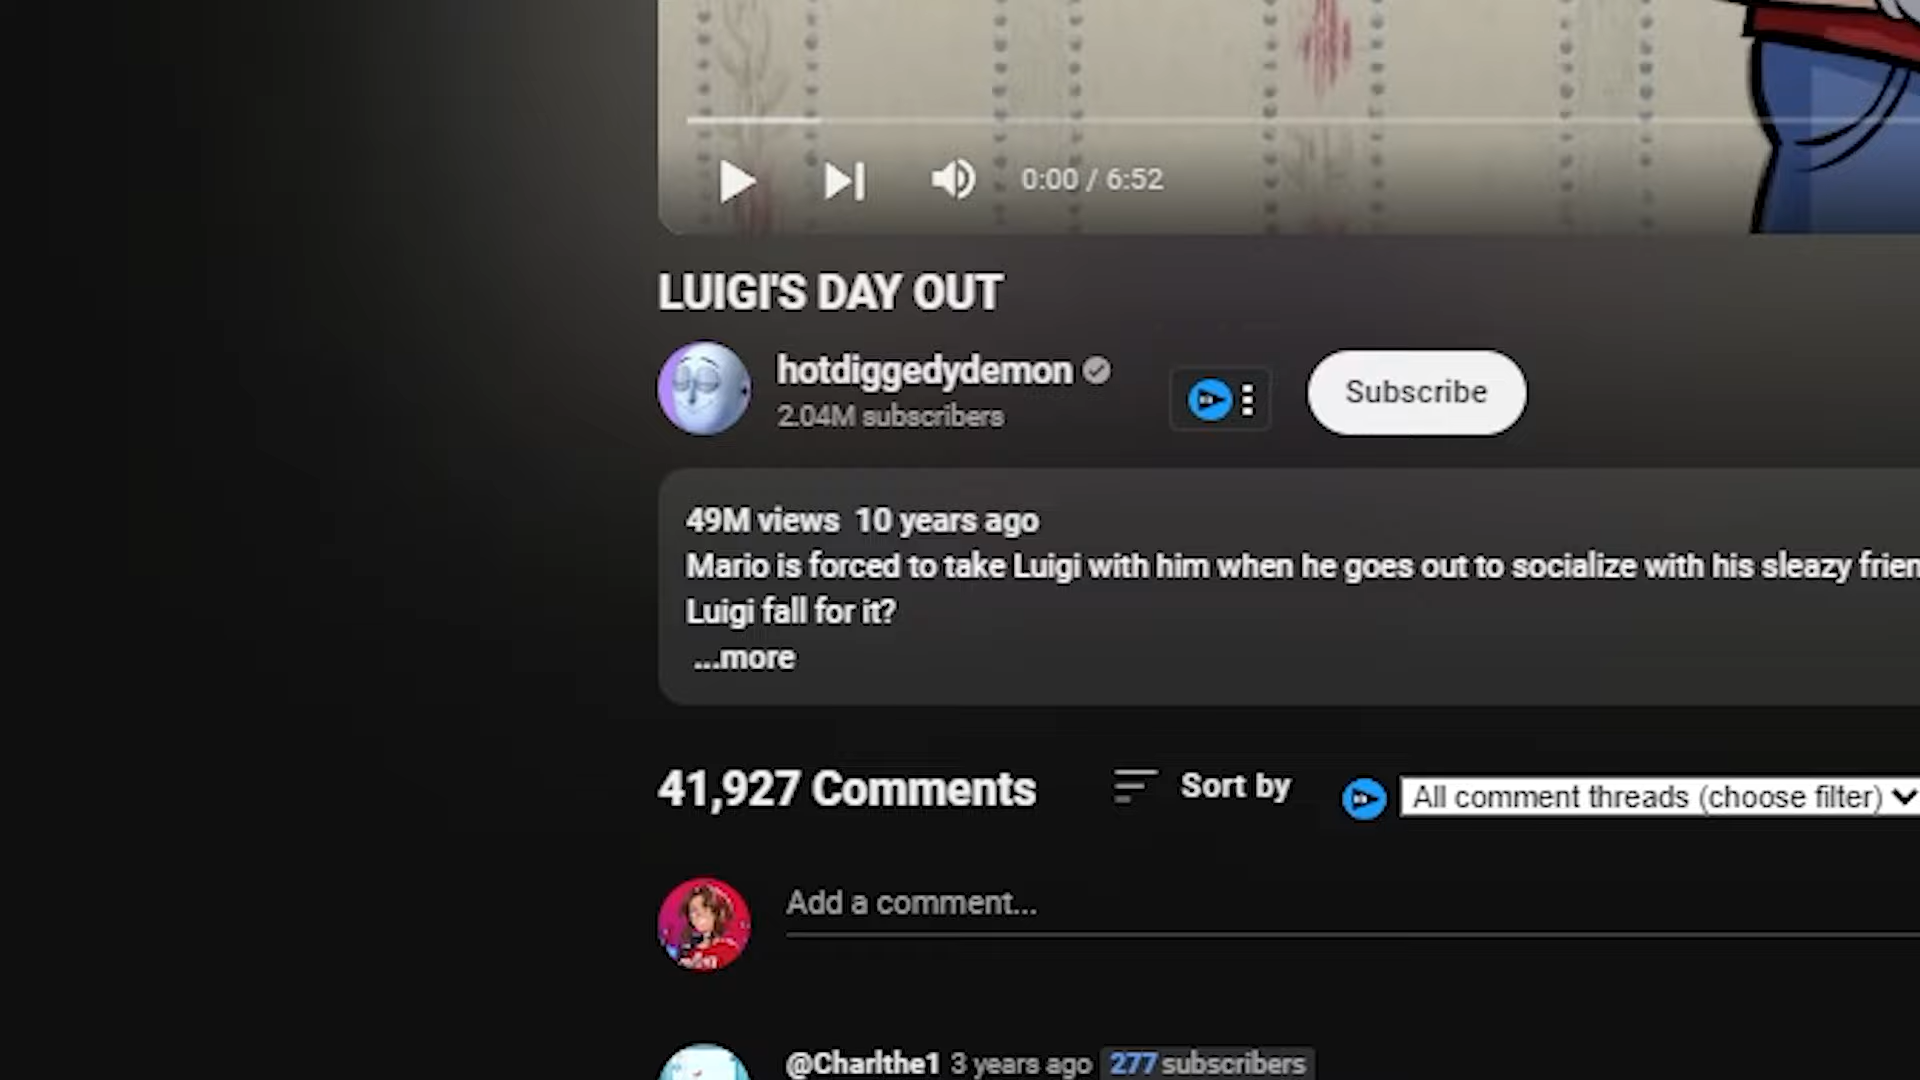 0:00 / 6:52
LUIGI'S DAY OUT
hotdiggedydemon
2.04M subscribers
Subscribe
49M views 10 years ago
Mario is forced to take Luigi with him when he goes out to socialize with his sleazy frien
Luigi fall for it?
...more
41,927 Comments
Sort by
All comment threads (choose filter)
Add a comment...
@Charlthe1 3 years ago 277 subscribers